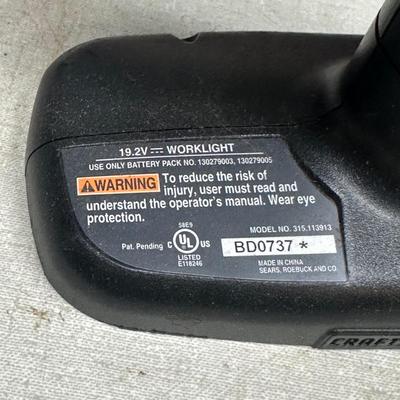 19.2V ⎓ WORKLIGHT
USE ONLY BATTERY PACK NO. 130279003, 130279005
WARNING To reduce the risk of
injury, user must read and
understand the operator's manual. Wear eye
protection.
58E9
Pat. Pending C UL US
LISTED
E118246
MODEL NO. 315.113913
BD0737 *
MADE IN CHINA
SEARS, ROEBUCK AND CO.
CRAFT